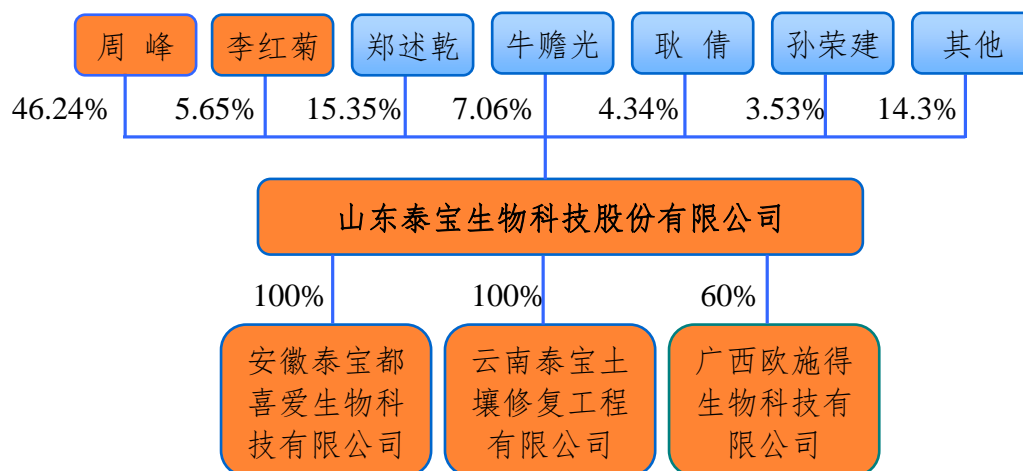 周 峰
李红菊
郑述乾
牛赡光
耿 倩
孙荣建
其他
46.24%
5.65%
15.35%
7.06%
4.34%
3.53%
14.3%
山东泰宝生物科技股份有限公司
100%
100%
60%
安徽泰宝都
喜爱生物科
技有限公司
云南泰宝土
壤修复工程
有限公司
广西欧施得
生物科技有
限公司